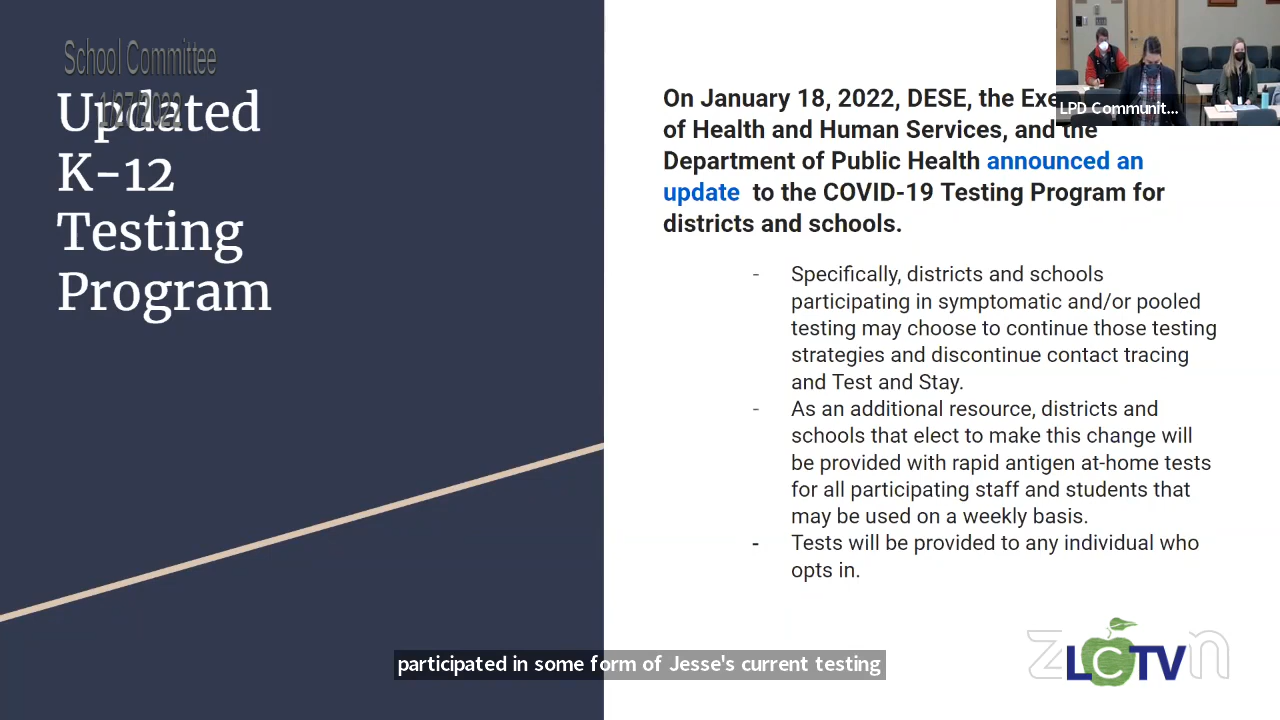 School Committee
1/27/2022
Updated
K-12
Testing
Program
On January 18, 2022, DESE, the Exe
of Health and Human Services, and the
Department of Public Health announced an
update to the COVID-19 Testing Program for
districts and schools.
- Specifically, districts and schools
participating in symptomatic and/or pooled
testing may choose to continue those testing
strategies and discontinue contact tracing
and Test and Stay.
- As an additional resource, districts and
schools that elect to make this change will
be provided with rapid antigen at-home tests
for all participating staff and students that
may be used on a weekly basis.
- Tests will be provided to any individual who
opts in.
LPD Communit...
participated in some form of Jesse's current testing
zoom
LCTV